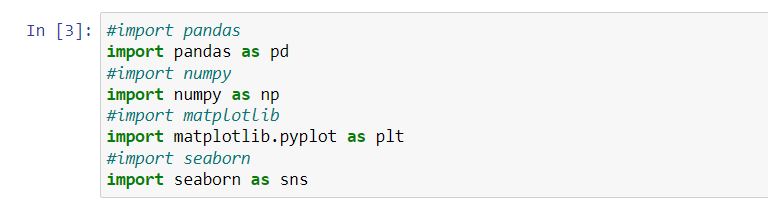 In [3]: #import pandas
import pandas as pd
#import numpy
import numpy as np
#import matplotlib
import matplotlib.pyplot as plt
#import seaborn
import seaborn as sns